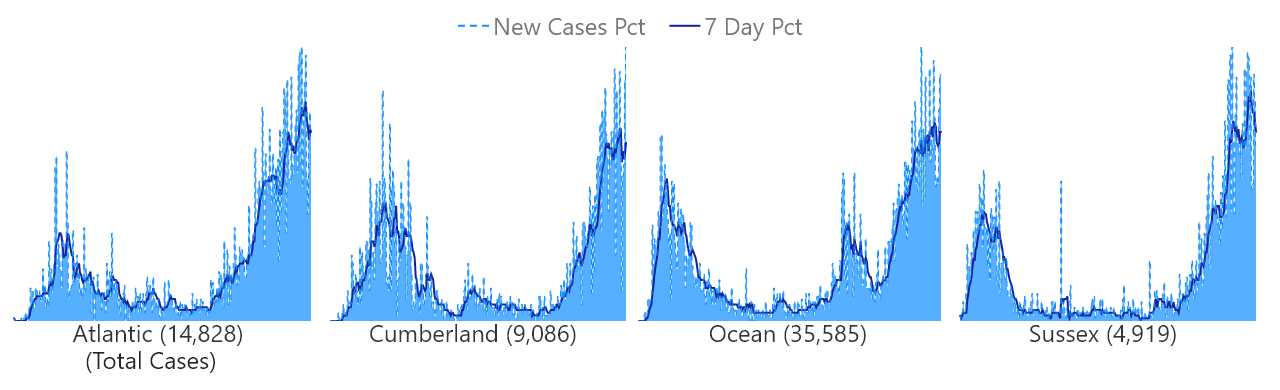 New Cases Pct 7 Day Pct
Atlantic (14,828) Cumberland (9,086) Ocean (35,585) Sussex (4,919)
(Total Cases)